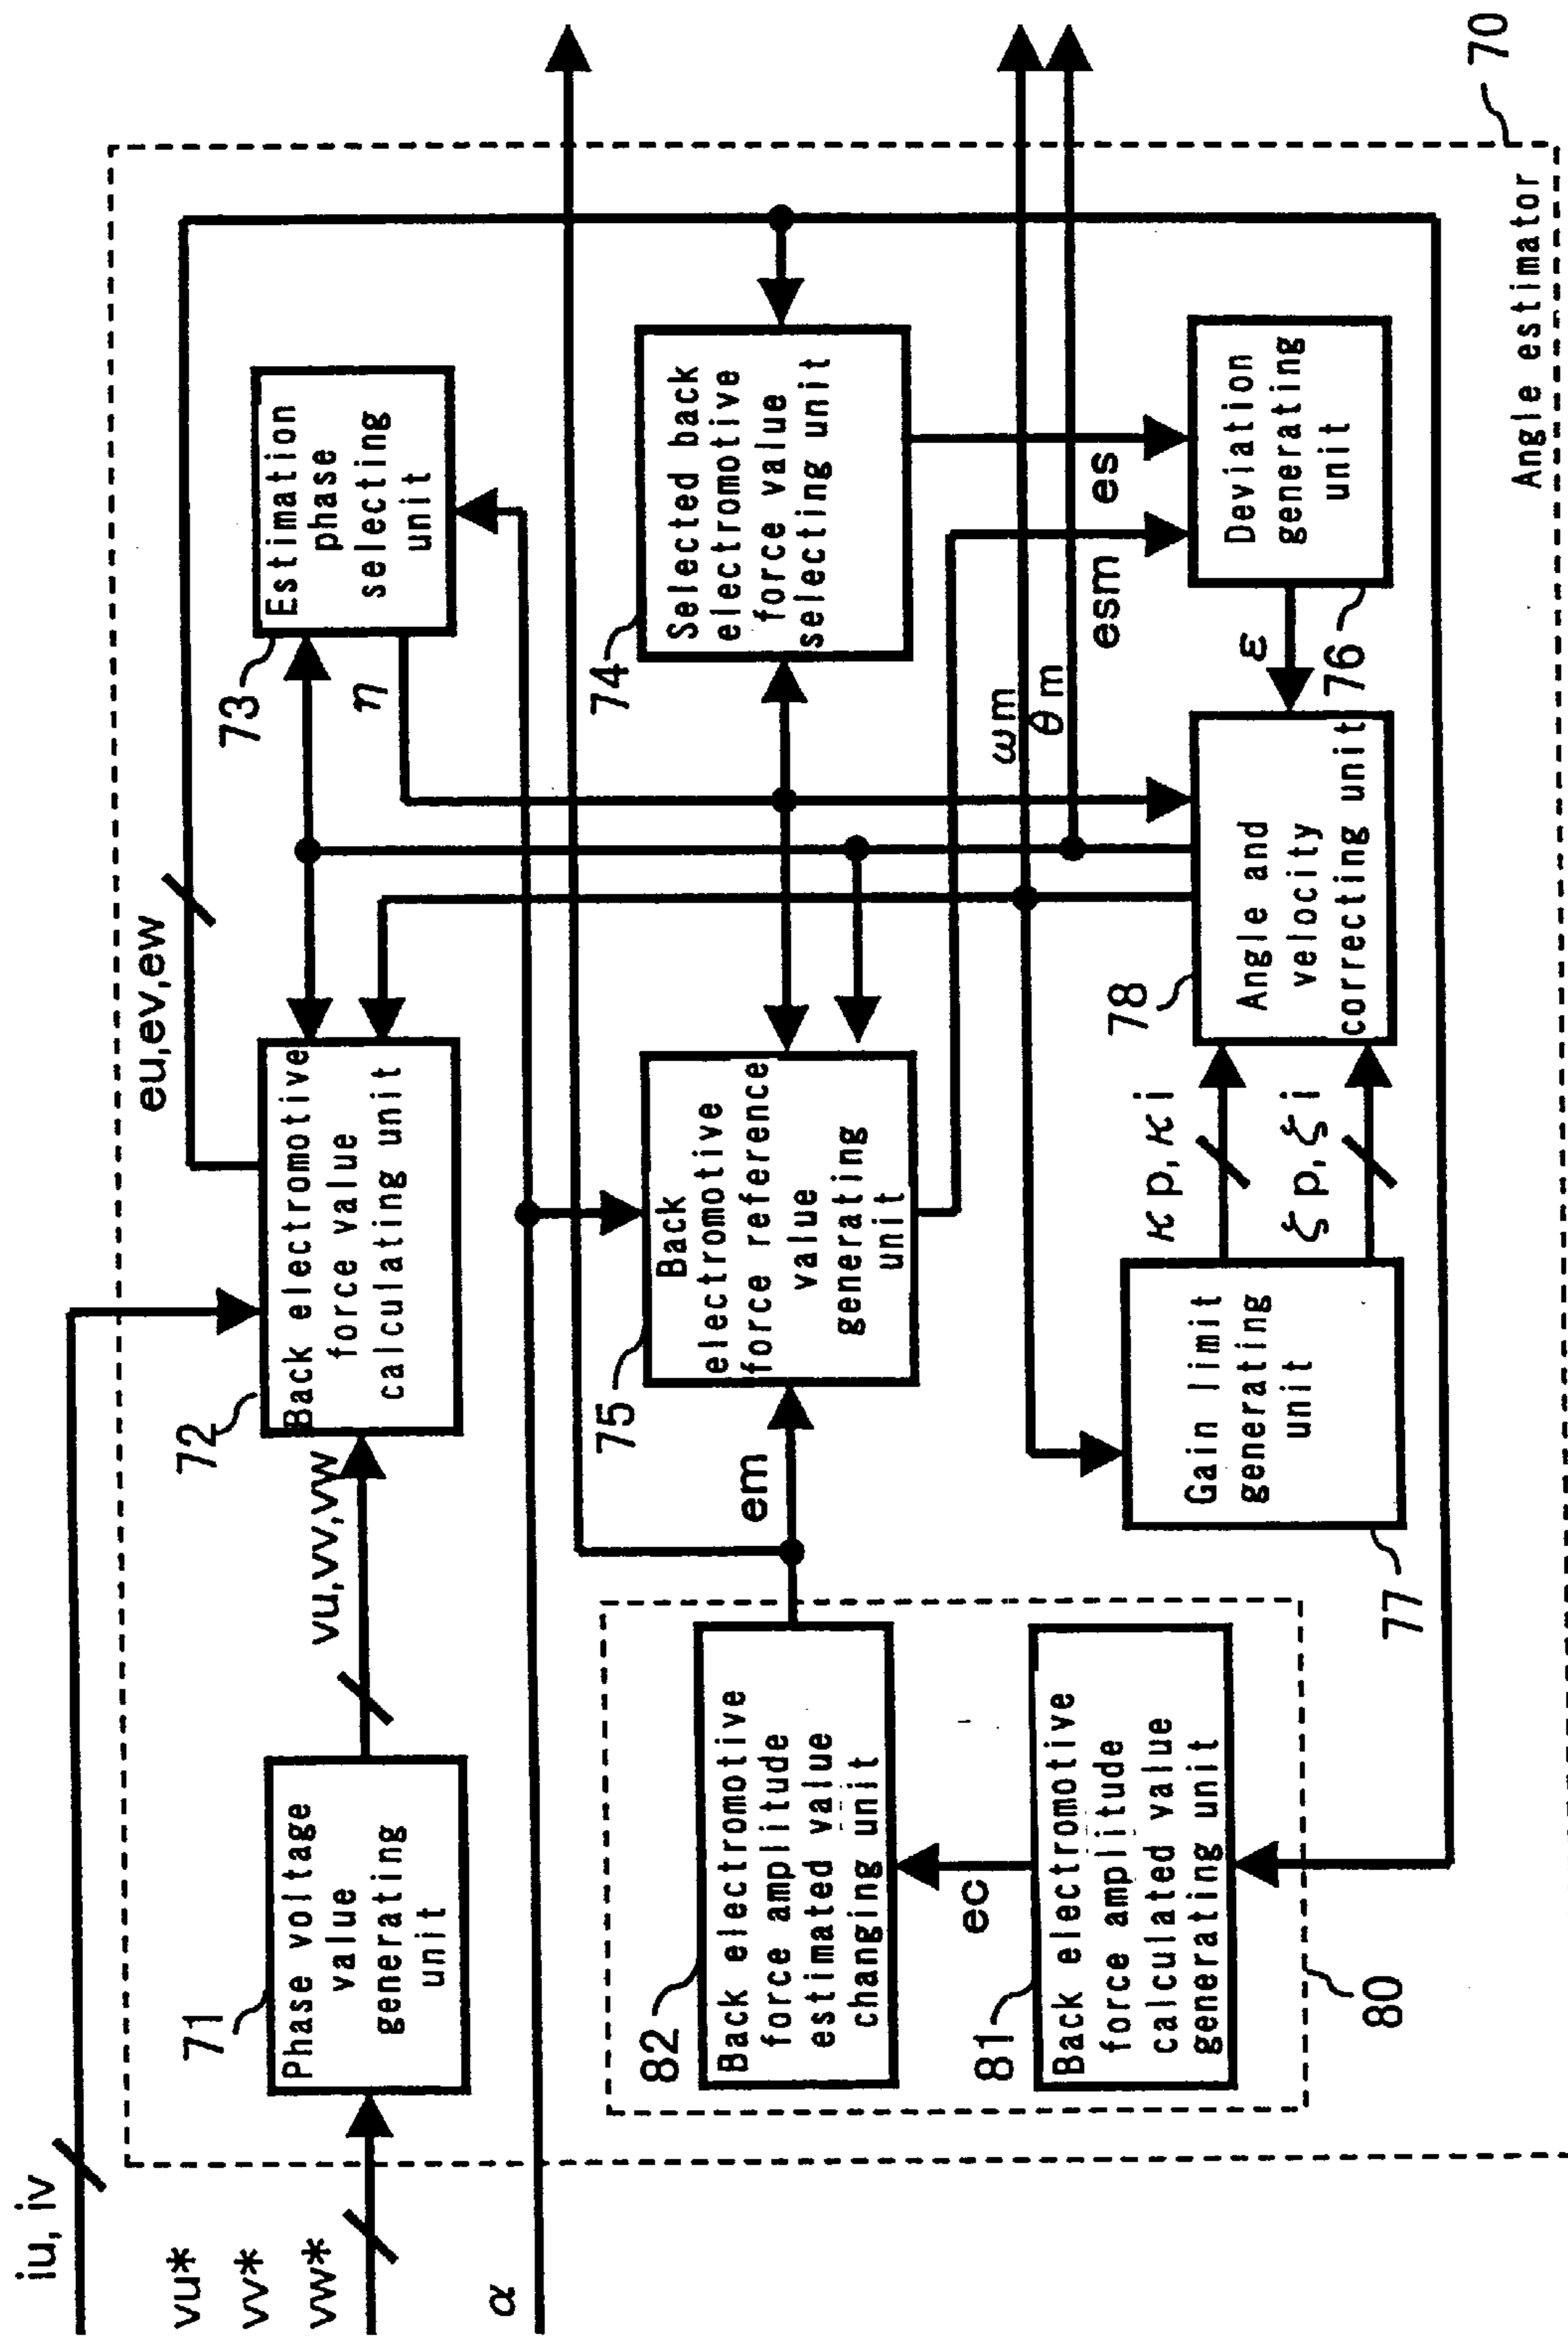 iu, iv
vu*
vv*
vw*
α
71
Phase voltage
value
generating
unit
vu,vv,vw
72
Back electromotive
force value
calculating unit
eu,ev,ew
73
Estimation
phase
selecting
unit
η
82
Back electromotive
force amplitude
estimated value
changing unit
ec
81
Back electromotive
force amplitude
calculated value
generating unit
80
em
75
Back
electromotive
force reference
value
generating
unit
74
Selected back
electromotive
force value
selecting unit
ωm
θm
esm
es
77
Gain limit
generating
unit
κp,κi
ζp,ζi
78
Angle and
velocity
correcting unit
ε
76
Deviation
generating
unit
Angle estimator
70